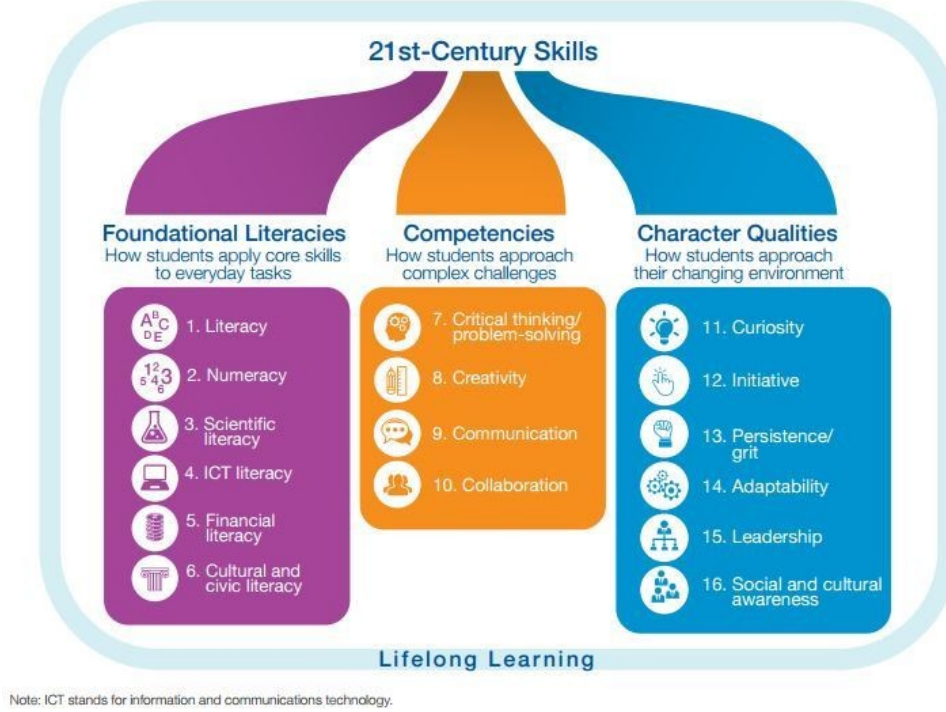 21st-Century Skills
Foundational Literacies
How students apply core skills
to everyday tasks
A B C
D E
1. Literacy
1 2 3
5 4
6
2. Numeracy
3. Scientific
literacy
4. ICT literacy
5. Financial
literacy
6. Cultural and
civic literacy
Competencies
How students approach
complex challenges
7. Critical thinking/
problem-solving
8. Creativity
9. Communication
10. Collaboration
Character Qualities
How students approach
their changing environment
11. Curiosity
12. Initiative
13. Persistence/
grit
14. Adaptability
15. Leadership
16. Social and cultural
awareness
Lifelong Learning
Note: ICT stands for information and communications technology.